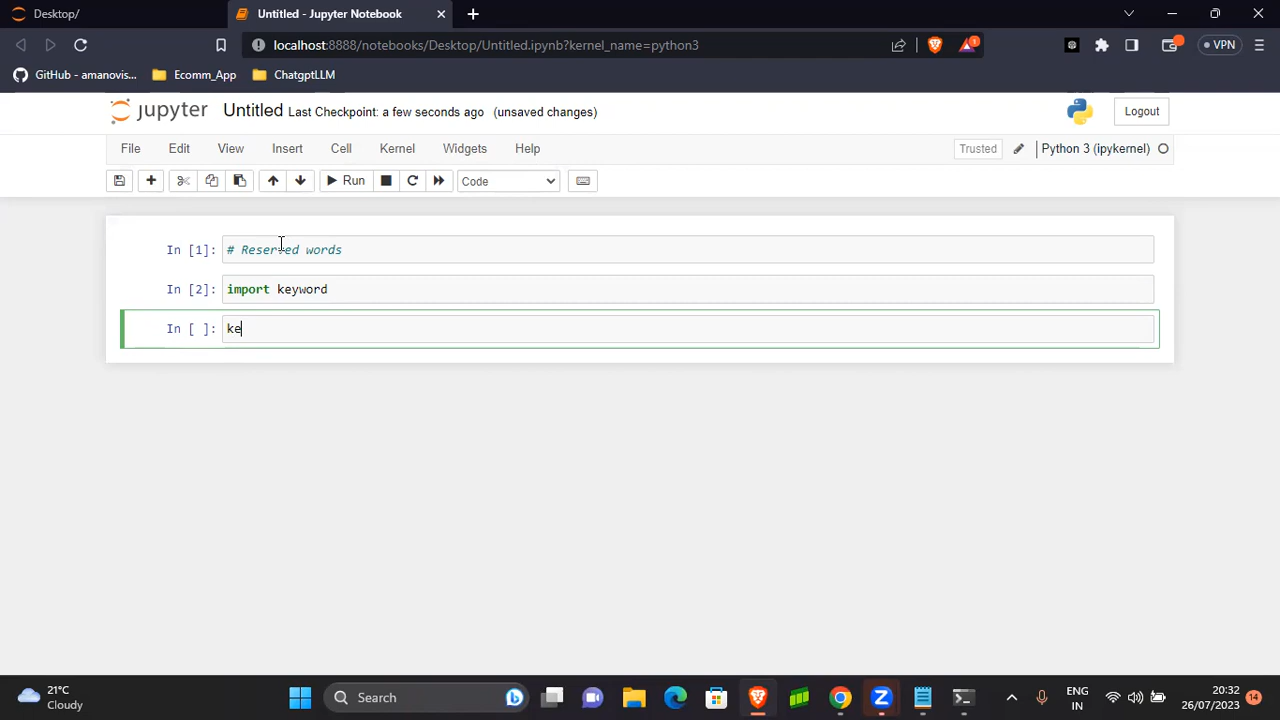 Desktop/
Untitled - Jupyter Notebook
localhost:8888/notebooks/Desktop/Untitled.ipynb?kernel_name=python3
1
VPN
GitHub - amanovis...
Ecomm_App
ChatgptLLM
jupyter Untitled Last Checkpoint: a few seconds ago (unsaved changes)
Logout
File Edit View Insert Cell Kernel Widgets Help
Trusted
Python 3 (ipykernel)
Run
Code
In [1]: # Reserved words
In [2]: import keyword
In [ ]: ke
21°C
Cloudy
Search
ENG
IN
20:32
26/07/2023
14